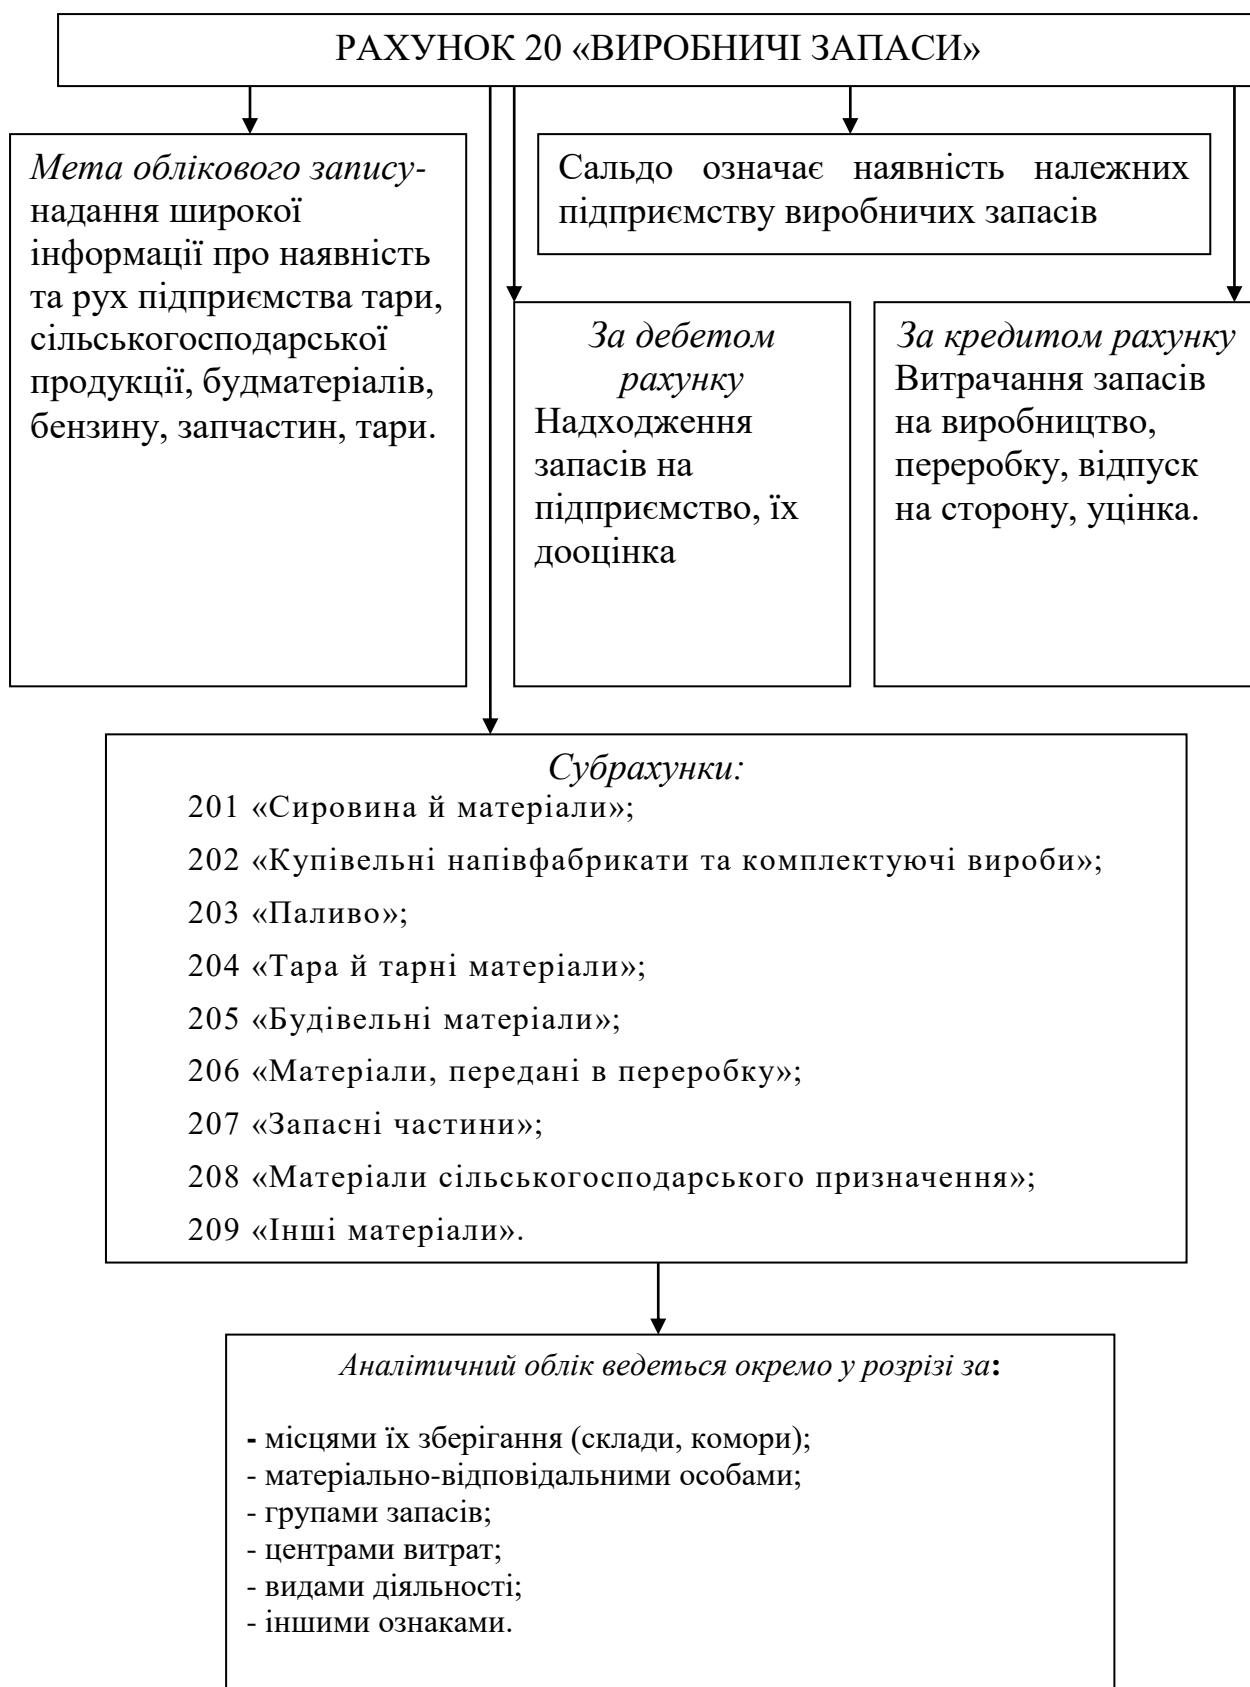 РАХУНОК 20 «ВИРОБНИЧІ ЗАПАСИ»
Мета облікового запису-
надання широкої
інформації про наявність
та рух підприємства тари,
сільськогосподарської
продукції, будматеріалів,
бензину, запчастин, тари.
Сальдо означає наявність належних
підприємству виробничих запасів
За дебетом
рахунку
Надходження
запасів на
підприємство, їх
дооцінка
За кредитом рахунку
Витрачання запасів
на виробництво,
переробку, відпуск
на сторону, уцінка.
Субрахунки:
201 «Сировина й матеріали»;
202 «Купівельні напівфабрикати та комплектуючі вироби»;
203 «Паливо»;
204 «Тара й тарні матеріали»;
205 «Будівельні матеріали»;
206 «Матеріали, передані в переробку»;
207 «Запасні частини»;
208 «Матеріали сільськогосподарського призначення»;
209 «Інші матеріали».
Аналітичний облік ведеться окремо у розрізі за:
- місцями їх зберігання (склади, комори);
- матеріально-відповідальними особами;
- групами запасів;
- центрами витрат;
- видами діяльності;
- іншими ознаками.